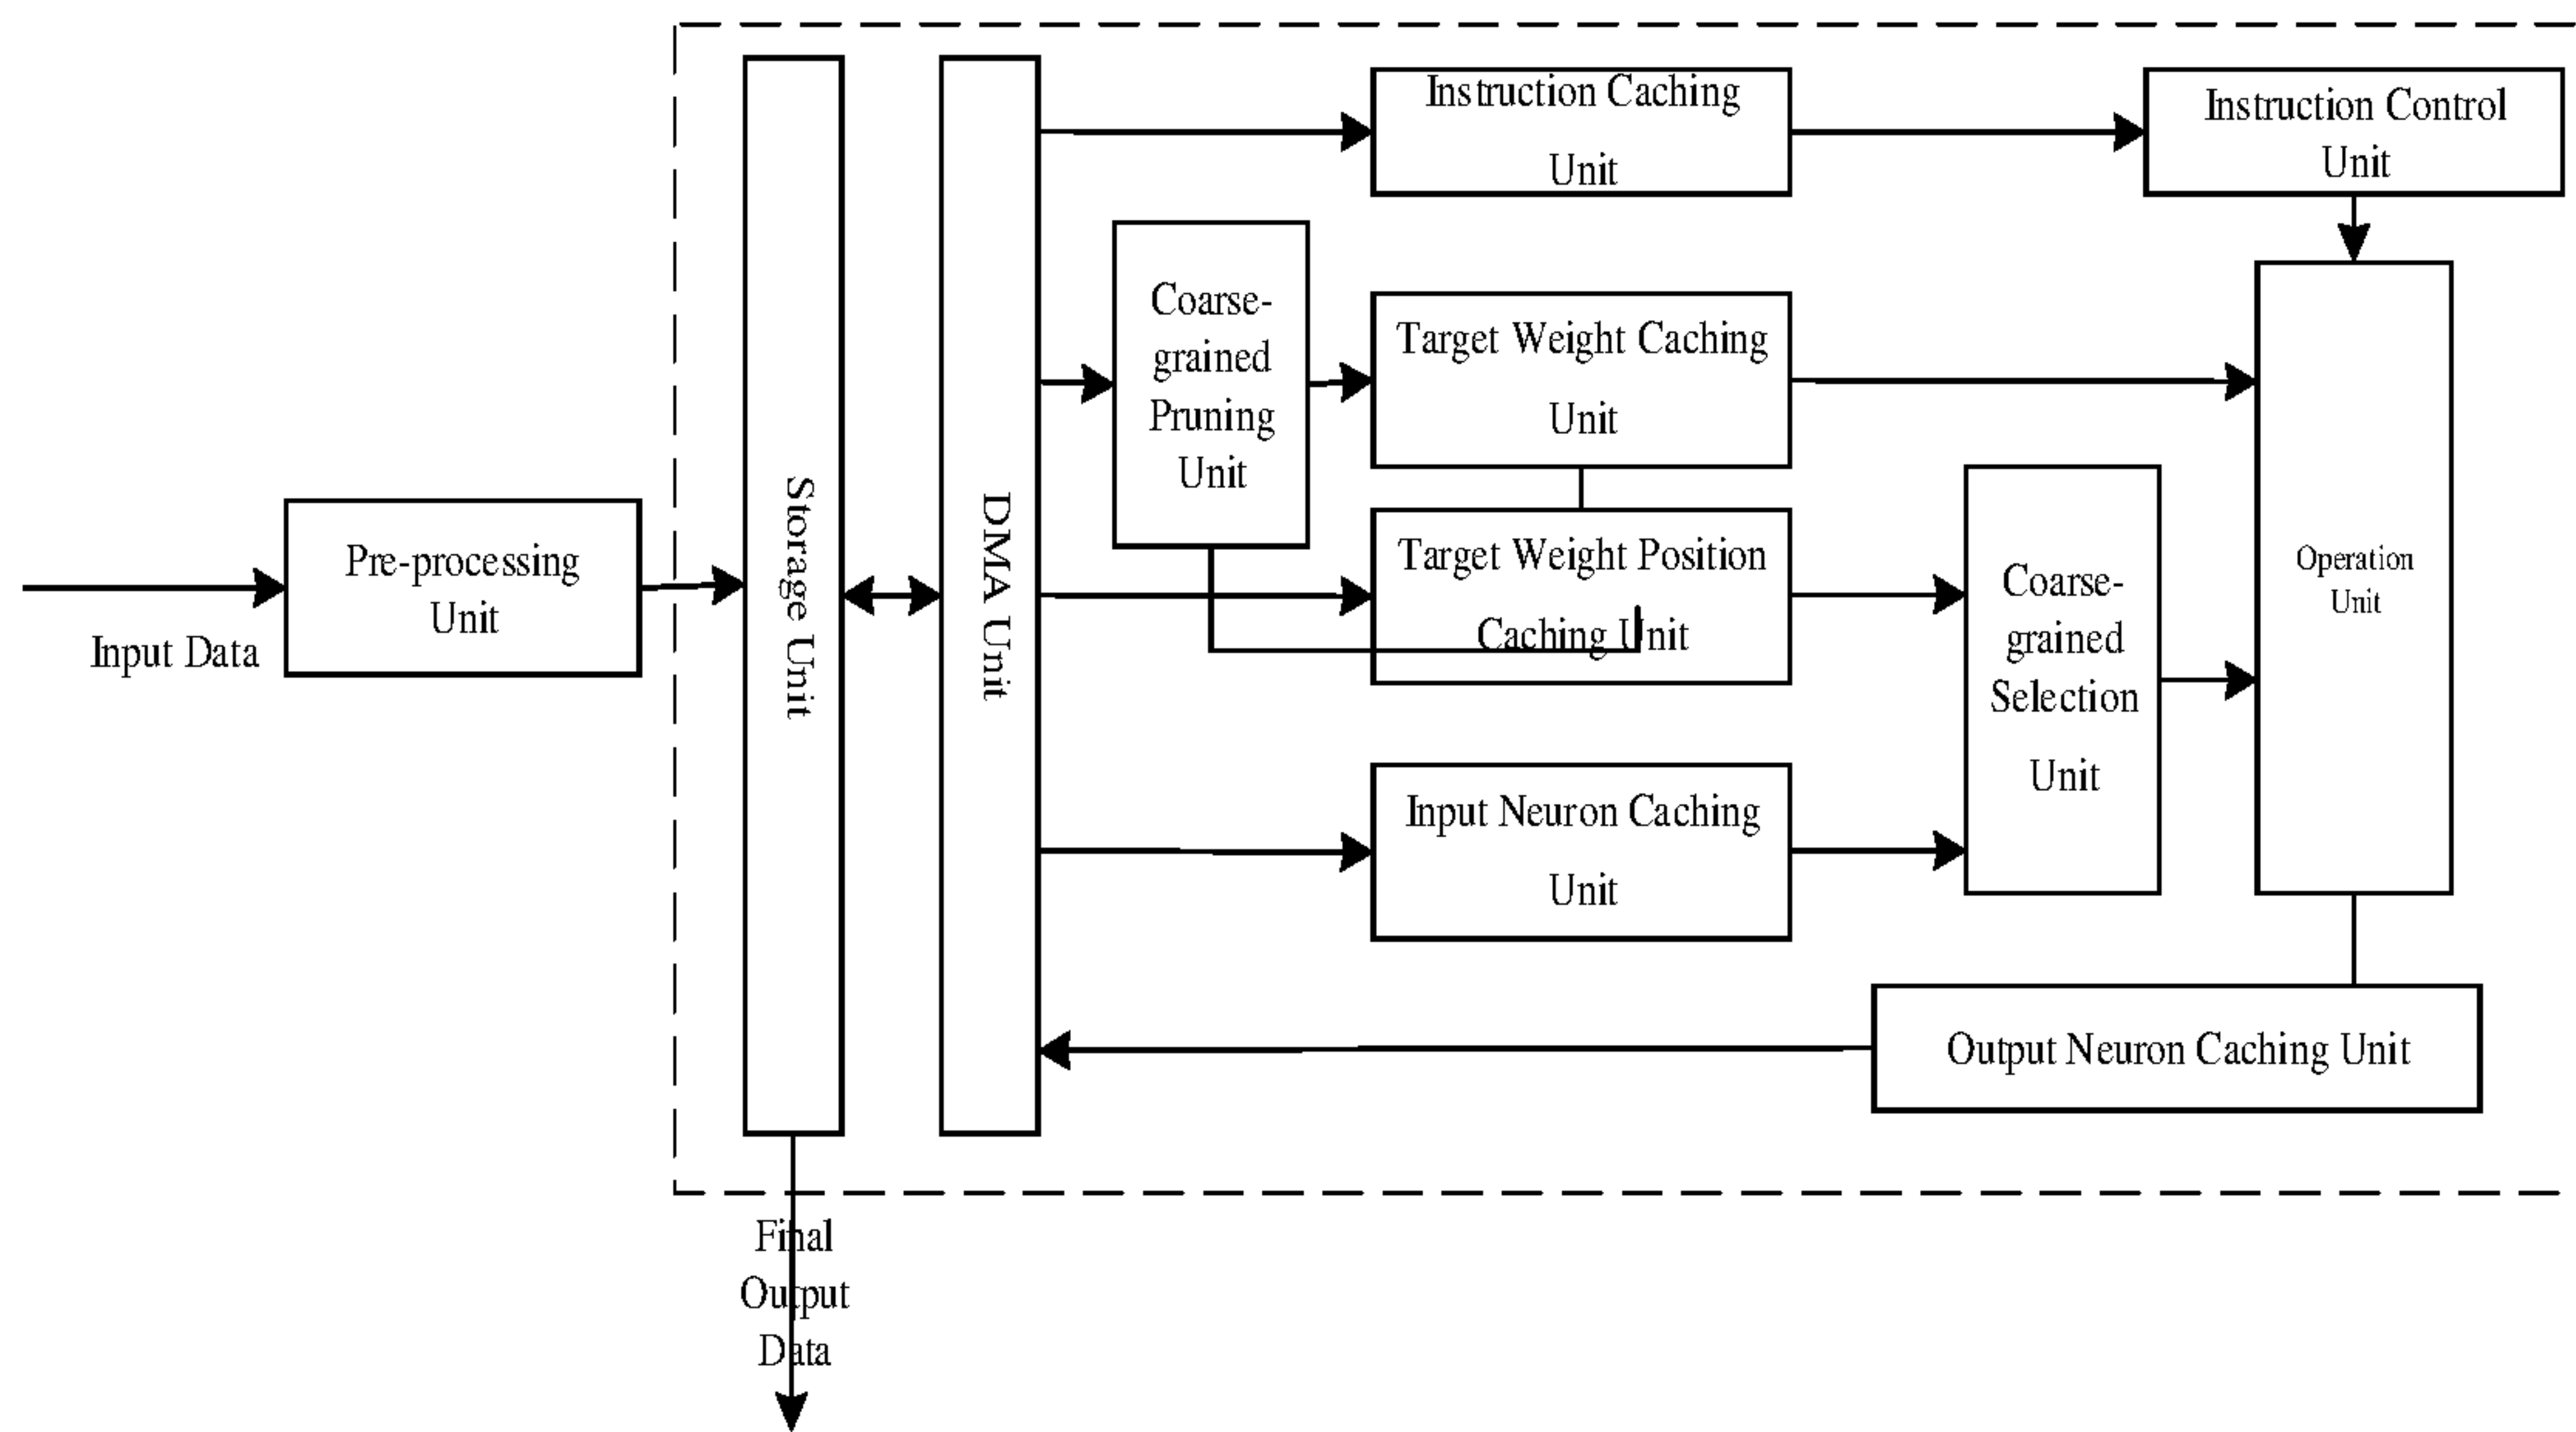 Input Data
Pre-processing
Unit
Storage Unit
DMA Unit
Instruction Caching
Unit
Instruction Control
Unit
Coarse-
grained
Pruning
Unit
Target Weight Caching
Unit
Target Weight Position
Caching Unit
Input Neuron Caching
Unit
Coarse-
grained
Selection
Unit
Operation
Unit
Output Neuron Caching Unit
Final
Output
Data